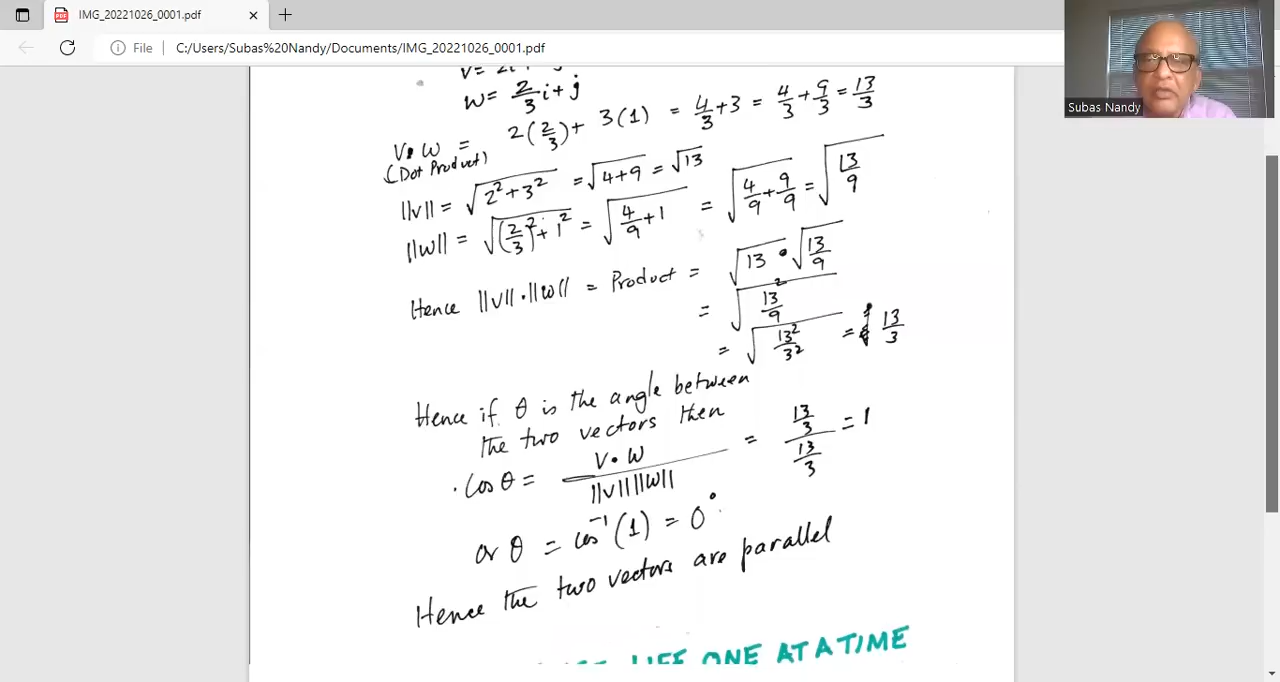 IMG_20221026_0001.pdf
File C:/Users/Subas%20Nandy/Documents/IMG_20221026_0001.pdf
Subas Nandy
w = 2/3 i + j
V • W = 2(2/3) + 3(1) = 4/3 + 3 = 4/3 + 9/3 = 13/3
(Dot Product)
||v|| = √(2² + 3²) = √(4+9) = √13
||w|| = √((2/3)² + 1²) = √(4/9 + 1) = √(4/9 + 9/9) = √(13/9)
Hence ||v|| • ||w|| = Product = √13 • √(13/9)
= √(13²/9)
= √(13²/3²) = 13/3
Hence if θ is the angle between
the two vectors then
Cos θ = V • W / ||v|| ||w|| = 13/3 / 13/3 = 1
or θ = cos⁻¹(1) = 0°
Hence the two vectors are parallel
LIFE ONE AT A TIME